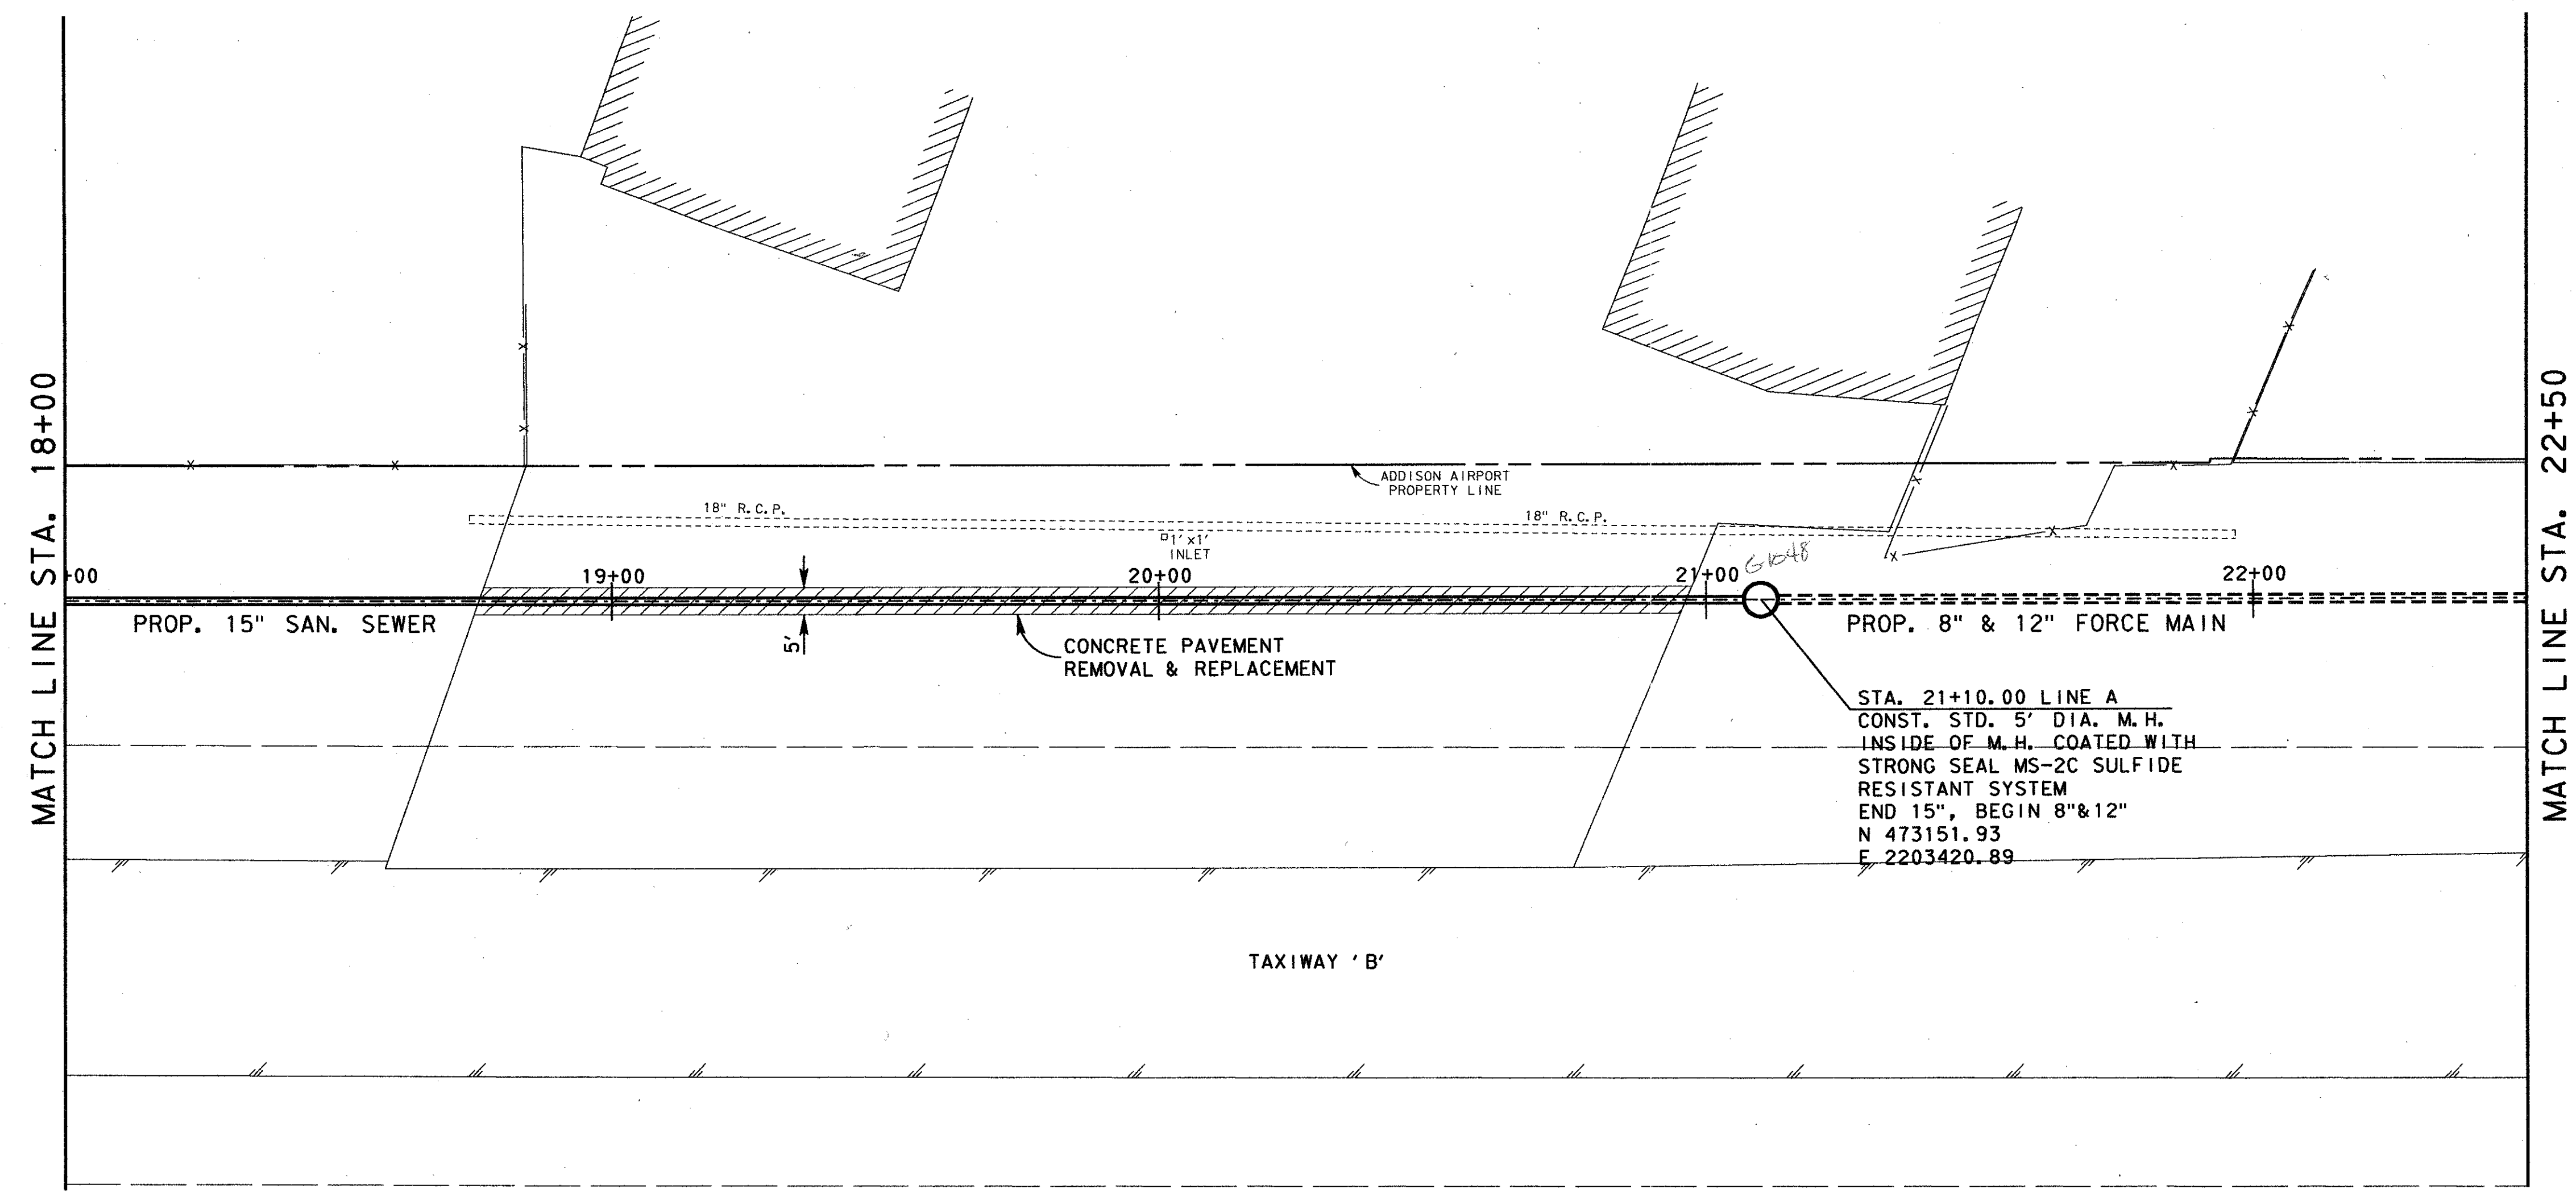 MATCH LINE STA. 18+00
MATCH LINE STA. 22+50
ADDISON AIRPORT
PROPERTY LINE
18" R.C.P.
18" R.C.P.
1'x1'
INLET
+00
19+00
20+00
21+00
22+00
PROP. 15" SAN. SEWER
5'
CONCRETE PAVEMENT
REMOVAL & REPLACEMENT
PROP. 8" & 12" FORCE MAIN
STA. 21+10.00 LINE A
CONST. STD. 5' DIA. M.H.
INSIDE OF M.H. COATED WITH
STRONG SEAL MS-2C SULFIDE
RESISTANT SYSTEM
END 15", BEGIN 8"&12"
N 473151.93
E 2203420.89
TAXIWAY 'B'